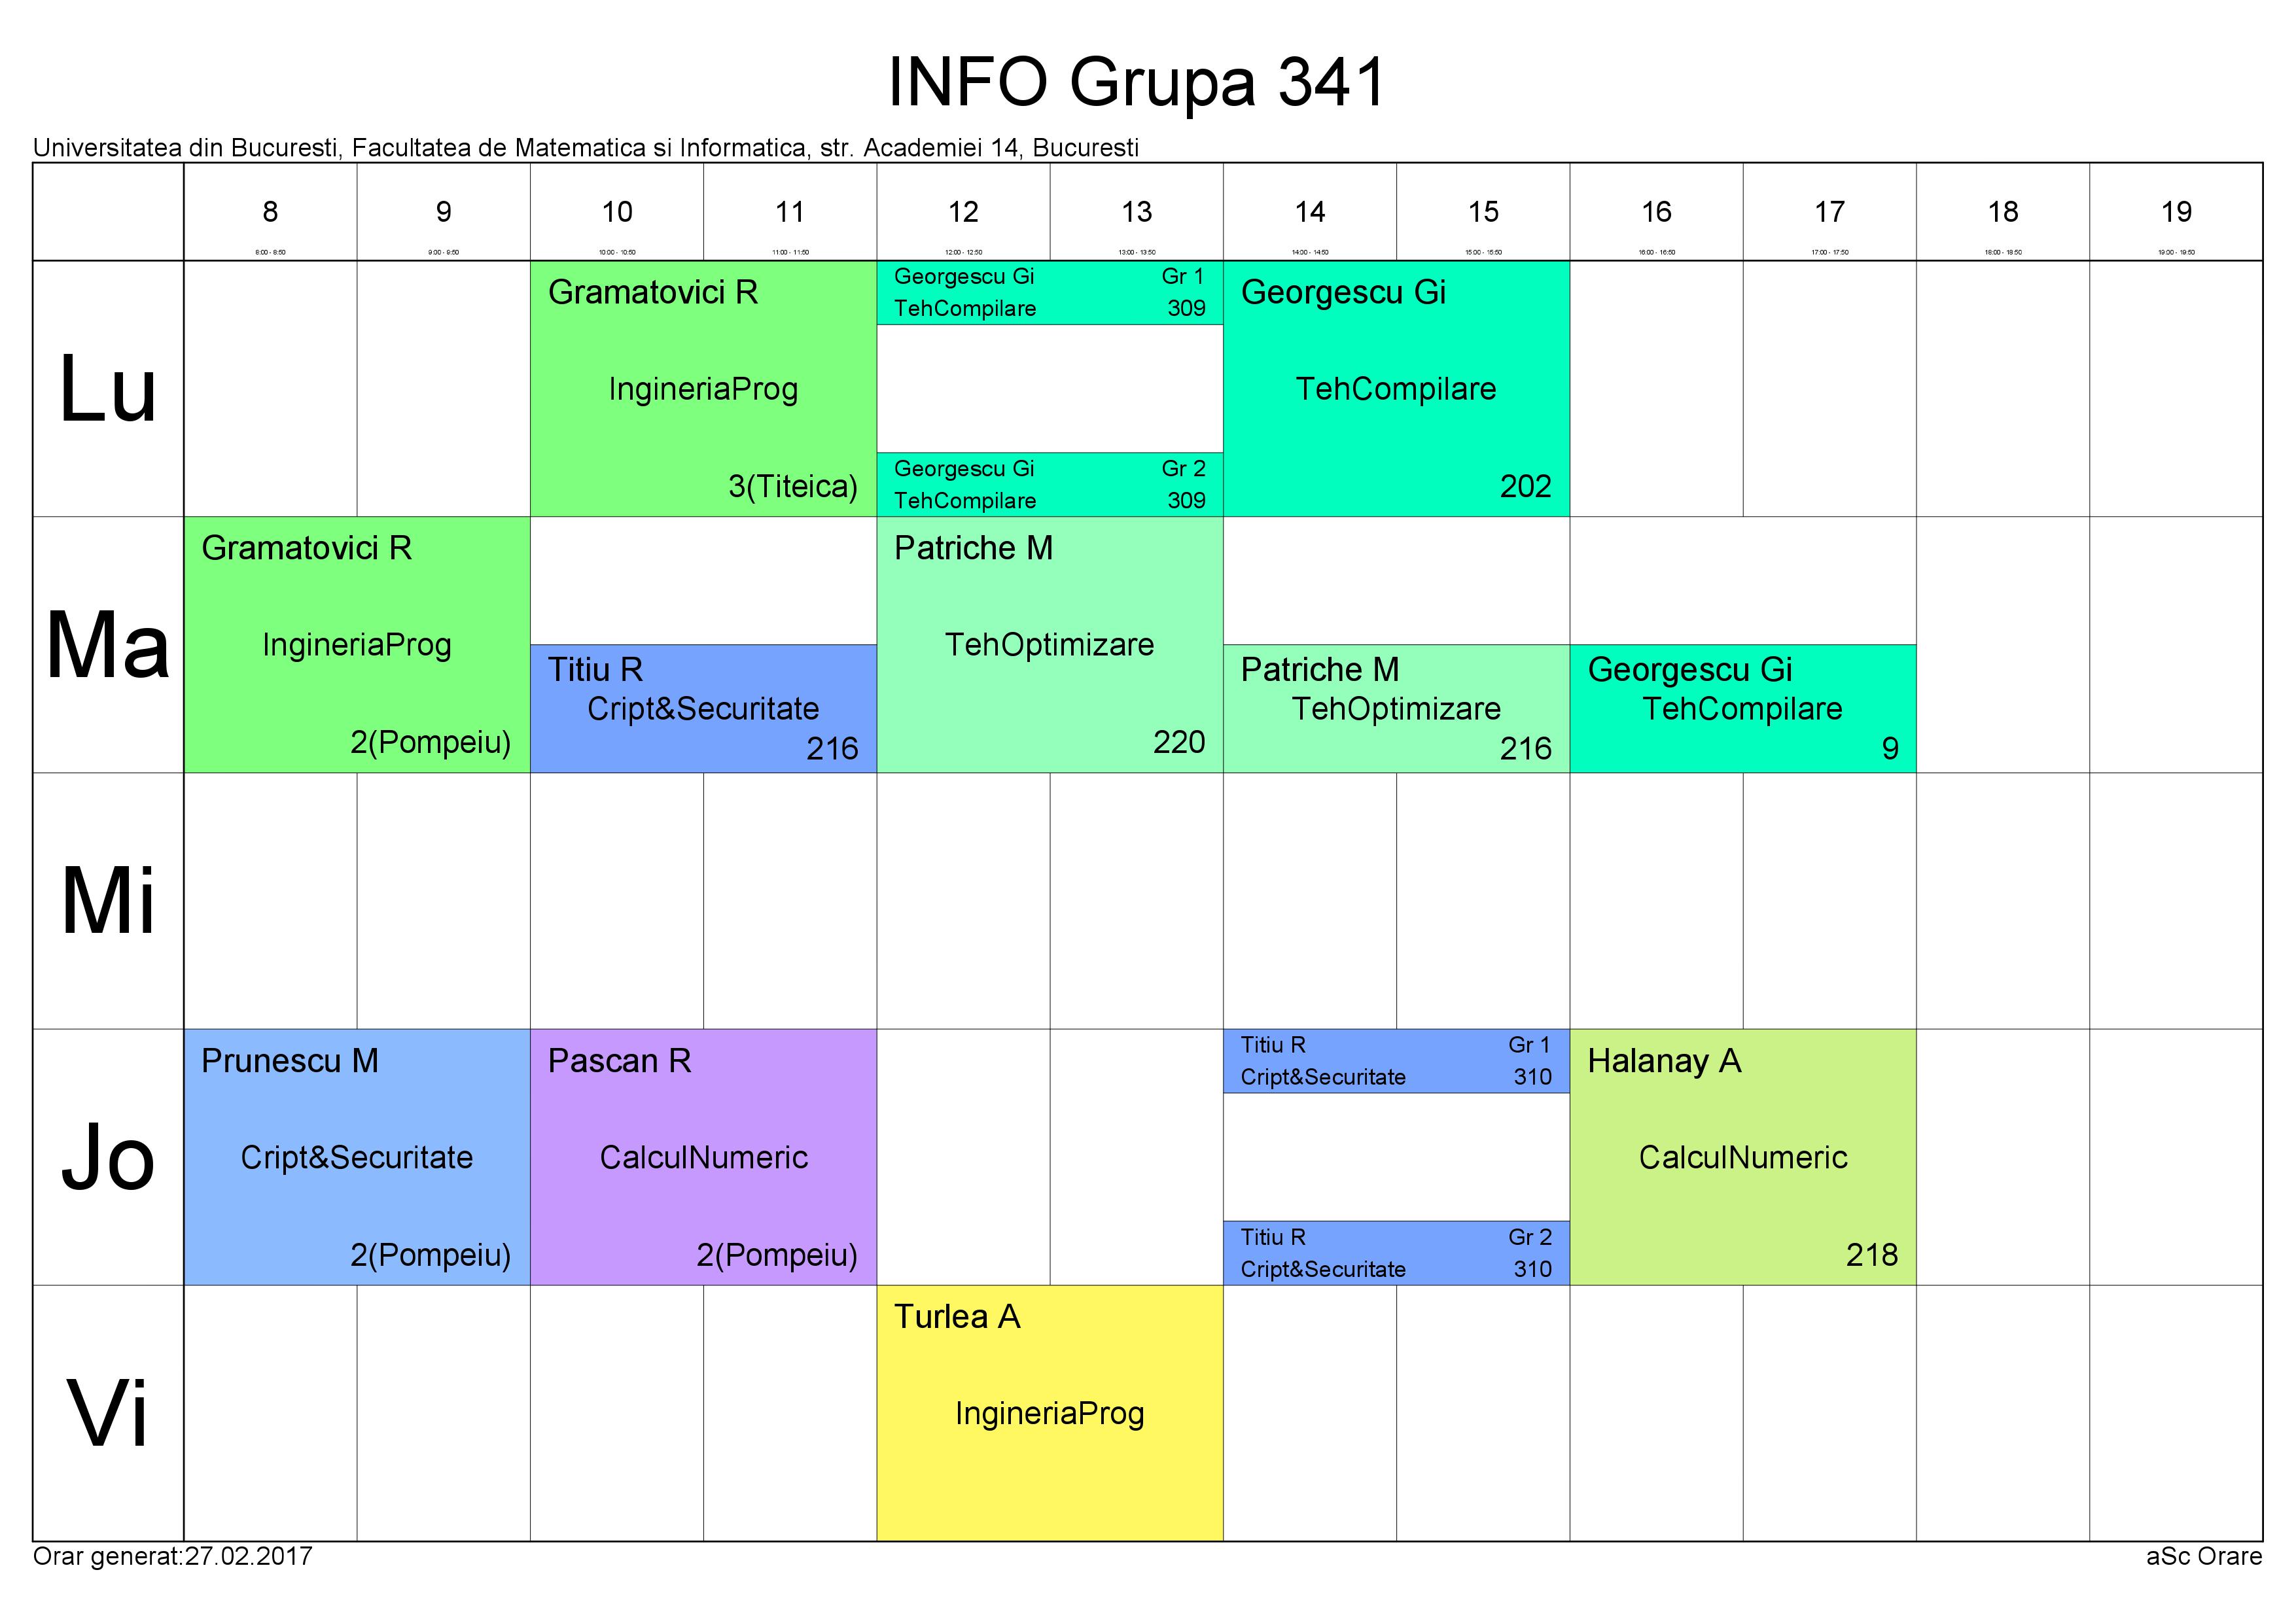 INFO Grupa 341
Universitatea din Bucuresti, Facultatea de Matematica si Informatica, str. Academiei 14, Bucuresti
8 9 10 11 12 13 14 15 16 17 18 19
8:00 - 8:50 9:00 - 9:50 10:00 - 10:50 11:00 - 11:50 12:00 - 12:50 13:00 - 13:50 14:00 - 14:50 15:00 - 15:50 16:00 - 16:50 17:00 - 17:50 18:00 - 18:50 19:00 - 19:50
Lu
Gramatovici R
IngineriaProg
3(Titeica)
Georgescu Gi Gr 1
TehCompilare 309
Georgescu Gi Gr 2
TehCompilare 309
Georgescu Gi
TehCompilare
202
Ma
Gramatovici R
IngineriaProg
2(Pompeiu)
Titiu R
Cript&Securitate
216
Patriche M
TehOptimizare
220
Patriche M
TehOptimizare
216
Georgescu Gi
TehCompilare
9
Mi
Jo
Prunescu M
Cript&Securitate
2(Pompeiu)
Pascan R
CalculNumeric
2(Pompeiu)
Titiu R Gr 1
Cript&Securitate 310
Titiu R Gr 2
Cript&Securitate 310
Halanay A
CalculNumeric
218
Vi
Turlea A
IngineriaProg
Orar generat:27.02.2017
aSc Orare